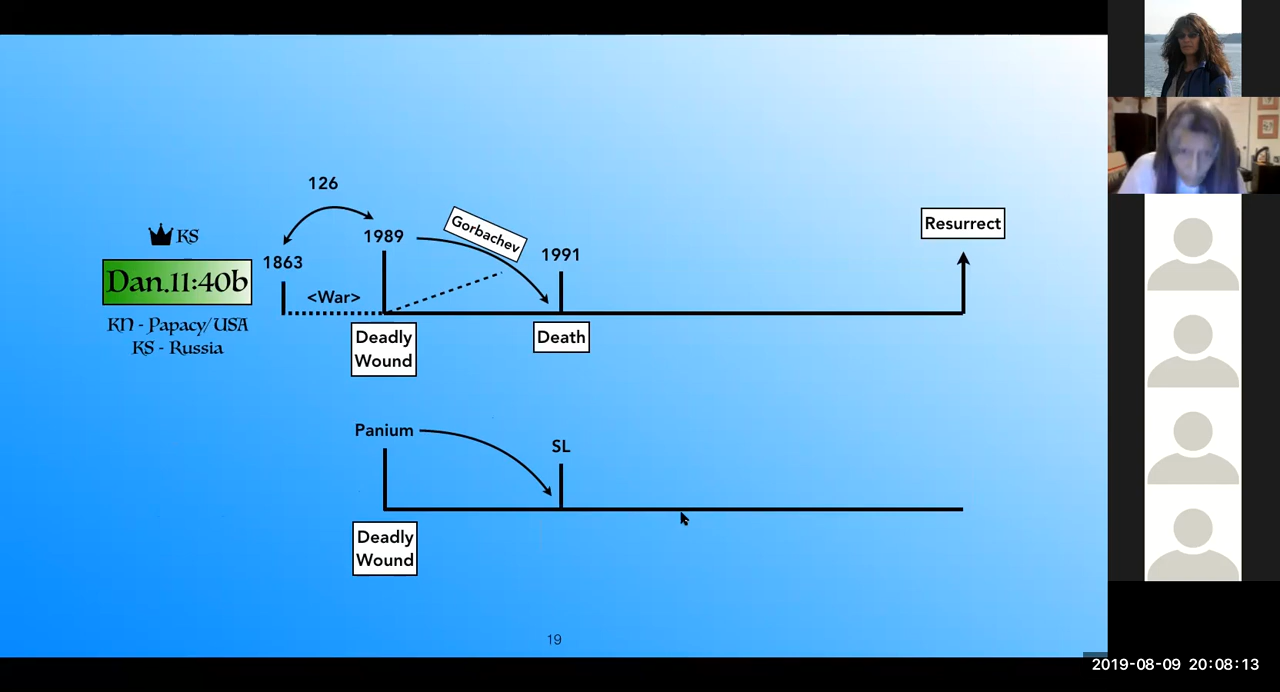 126
KS
Dan.11:40b
KN - Papacy/USA
KS - Russia
1863
<War>
1989
Gorbachev
1991
Deadly
Wound
Death
Resurrect
Panium
SL
Deadly
Wound
19
2019-08-09 20:08:13